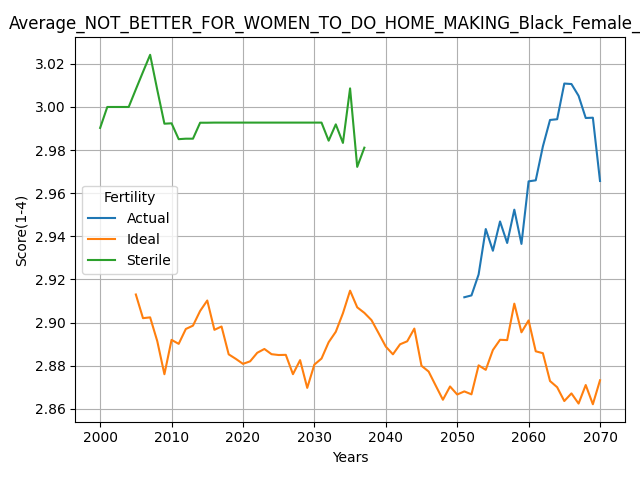 Average_NOT_BETTER_FOR_WOMEN_TO_DO_HOME_MAKING_Black_Female_
3.02
3.00
2.98
2.96
2.94
2.92
2.90
2.88
2.86
Score(1-4)
Fertility
Actual
Ideal
Sterile
2000 2010 2020 2030 2040 2050 2060 2070
Years